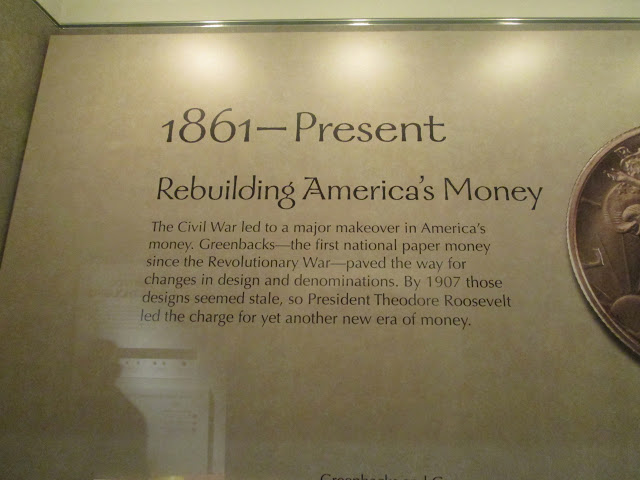 1861—Present
Rebuilding America's Money
The Civil War led to a major makeover in America's
money. Greenbacks—the first national paper money
since the Revolutionary War—paved the way for
changes in design and denominations. By 1907 those
designs seemed stale, so President Theodore Roosevelt
led the charge for yet another new era of money.